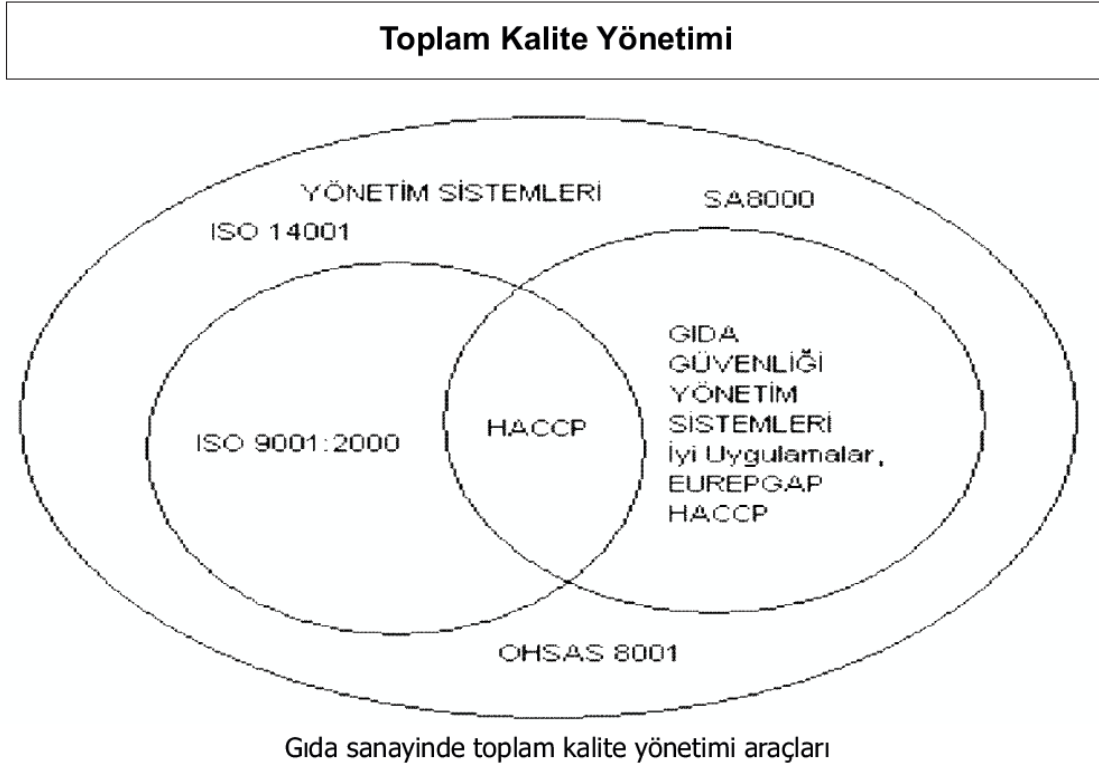 Toplam Kalite Yönetimi
YÖNETİM SİSTEMLERİ
SA8000
ISO 14001
GIDA
GÜVENLİĞİ
YÖNETİM
SİSTEMLERİ
İyi Uygulamalar,
EUREPGAP
HACCP
HACCP
ISO 9001:2000
OHSAS 8001
Gıda sanayinde toplam kalite yönetimi araçları